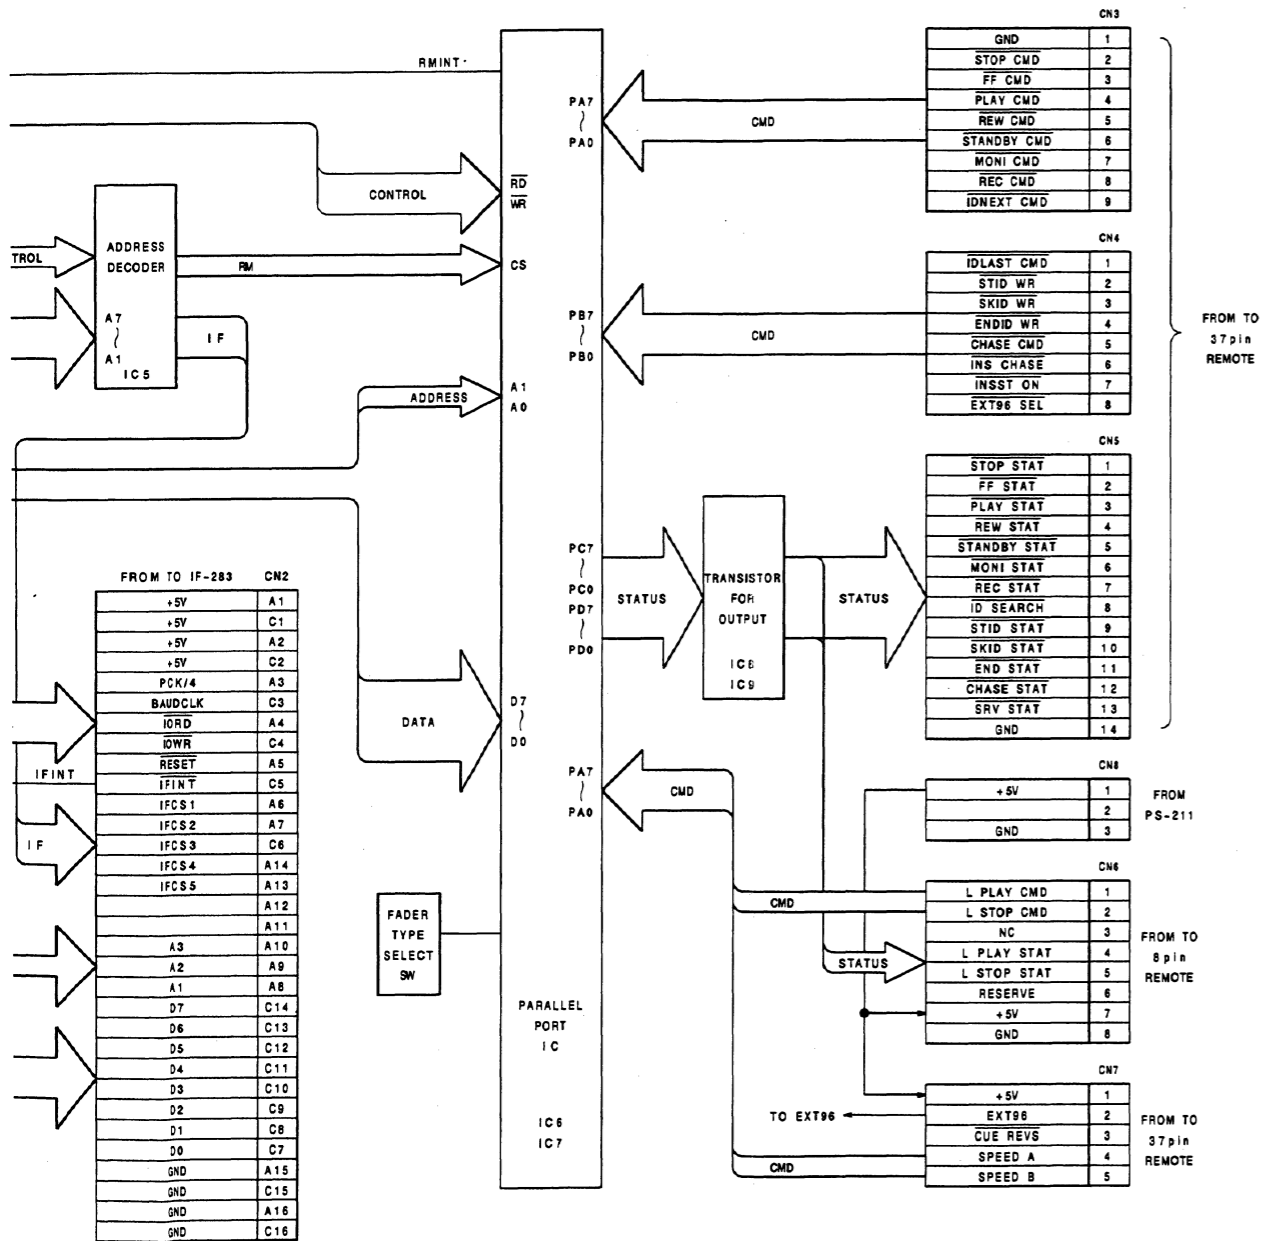 CN3
GND 1
STOP CMD 2
FF CMD 3
PLAY CMD 4
REW CMD 5
STANDBY CMD 6
MONI CMD 7
REC CMD 8
IDNEXT CMD 9
CN4
IDLAST CMD 1
STID WR 2
SKID WR 3
ENDID WR 4
CHASE CMD 5
INS CHASE 6
INSST ON 7
EXT96 SEL 8
FROM TO
37pin
REMOTE
CN5
STOP STAT 1
FF STAT 2
PLAY STAT 3
REW STAT 4
STANDBY STAT 5
MONI STAT 6
REC STAT 7
ID SEARCH 8
STID STAT 9
SKID STAT 10
END STAT 11
CHASE STAT 12
SRV STAT 13
GND 14
CN8
+5V 1
2
GND 3
FROM
PS-211
CN6
L PLAY CMD 1
L STOP CMD 2
NC 3
L PLAY STAT 4
L STOP STAT 5
RESERVE 6
+5V 7
GND 8
FROM TO
8pin
REMOTE
CN7
+5V 1
EXT96 2
CUE REVS 3
SPEED A 4
SPEED B 5
FROM TO
37pin
REMOTE
TO EXT96
RMINT
CONTROL
RM
TROL
ADDRESS
DECODER
A7
~
A1
IC5
IF
ADDRESS
DATA
RD
WR
CS
A1
A0
D7
~
D0
PA7
~
PA0
CMD
PB7
~
PB0
CMD
PC7
~
PC0
PD7
~
PD0
STATUS
TRANSISTOR
FOR
OUTPUT
IC8
IC9
STATUS
PA7
~
PA0
CMD
CMD
STATUS
CMD
FADER
TYPE
SELECT
SW
PARALLEL
PORT
IC
IC6
IC7
IFINT
IF
FROM TO IF-283 CN2
+5V A1
+5V C1
+5V A2
+5V C2
PCK/4 A3
BAUDCLK C3
IORD A4
IOWR C4
RESET A5
IFINT C5
IFCS1 A6
IFCS2 A7
IFCS3 C6
IFCS4 A14
IFCS5 A13
A12
A11
A3 A10
A2 A9
A1 A8
D7 C14
D6 C13
D5 C12
D4 C11
D3 C10
D2 C9
D1 C8
D0 C7
GND A15
GND C15
GND A16
GND C16